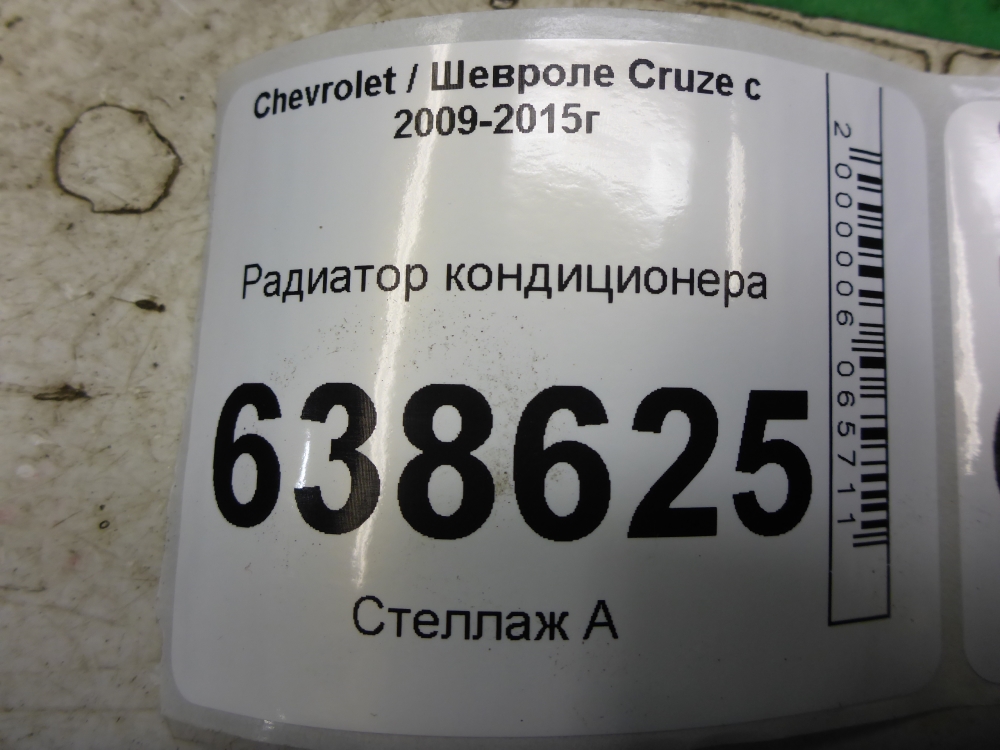 Chevrolet / Шевроле Cruze с
2009-2015г
Радиатор кондиционера
638625
Стеллаж А
2000006065711